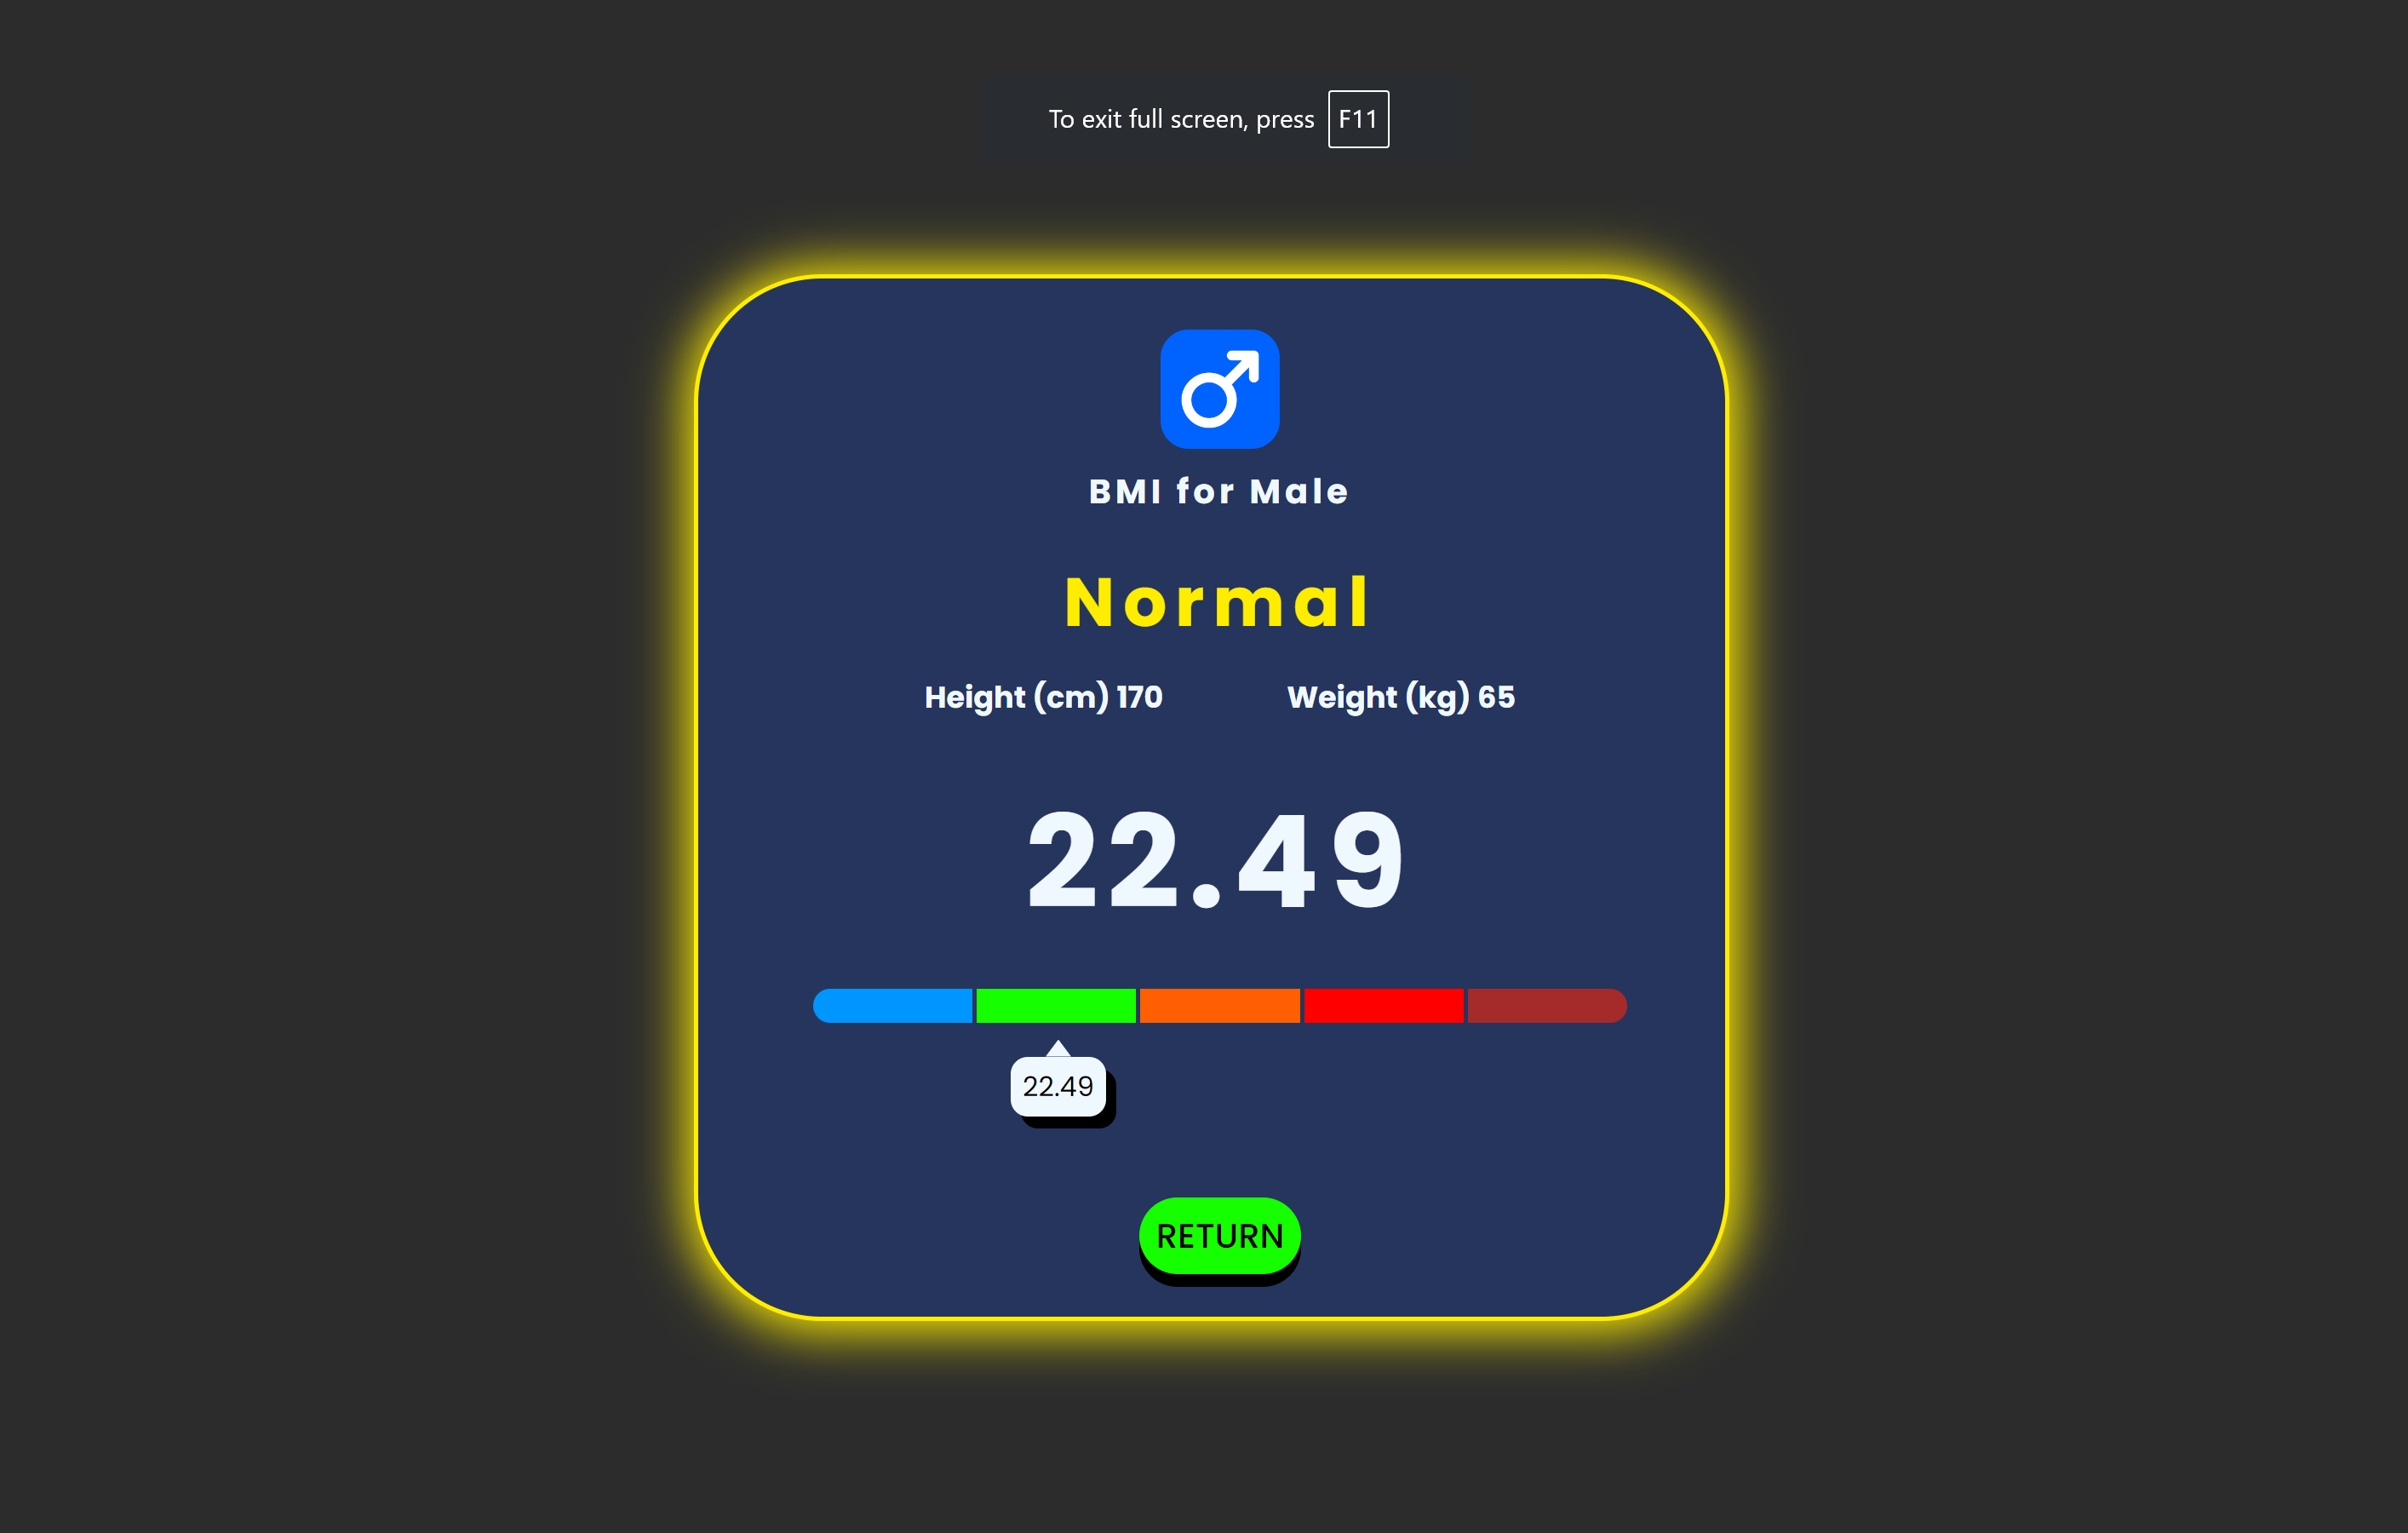 To exit full screen, press F11
BMI for Male
Normal
Height (cm) 170 Weight (kg) 65
22.49
22.49
RETURN